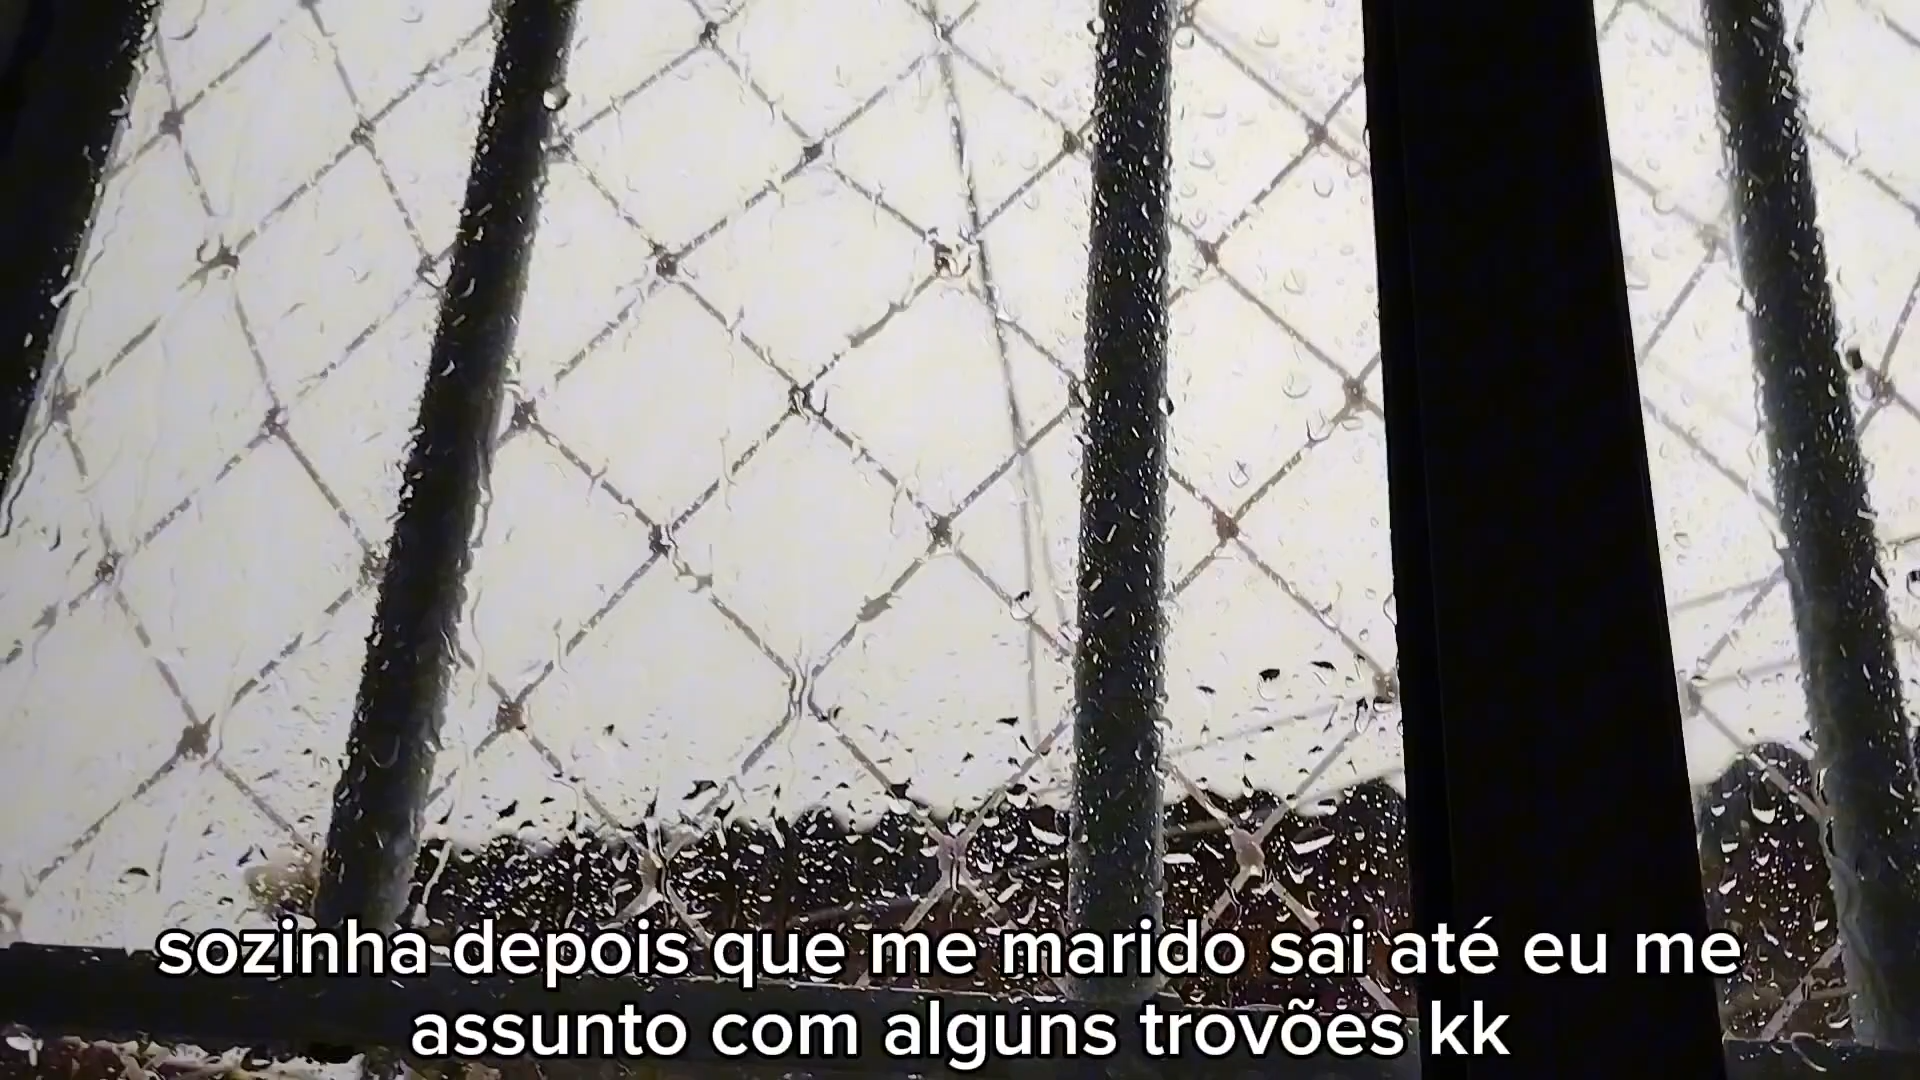 sozinha depois que me marido sai até eu me
assunto com alguns trovões kk